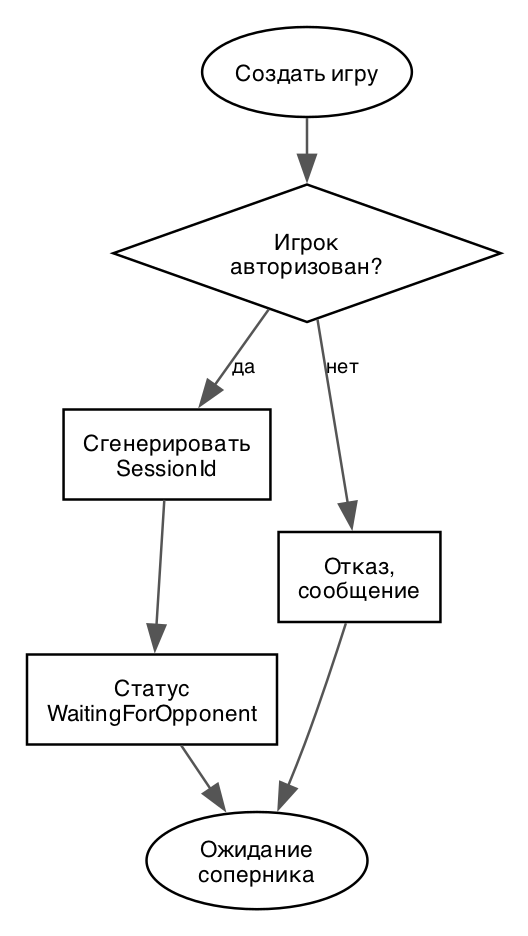 Создать игру
Игрок
авторизован?
да
нет
Сгенерировать
SessionId
Отказ,
сообщение
Статус
WaitingForOpponent
Ожидание
соперника